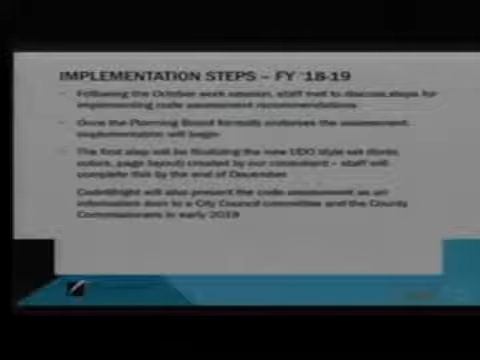 IMPLEMENTATION STEPS – FY '18-19
Following the October work session, staff met to discuss steps for
implementing code assessment recommendations
Once the Planning Board formally endorses the assessment,
implementation will begin
The first step will be finalizing the new UDO style set (fonts,
colors, page layout) created by our consultant – staff will
complete this by the end of December
CodeWright will also present the code assessment as an
information item to a City Council committee and the County
Commissioners in early 2019